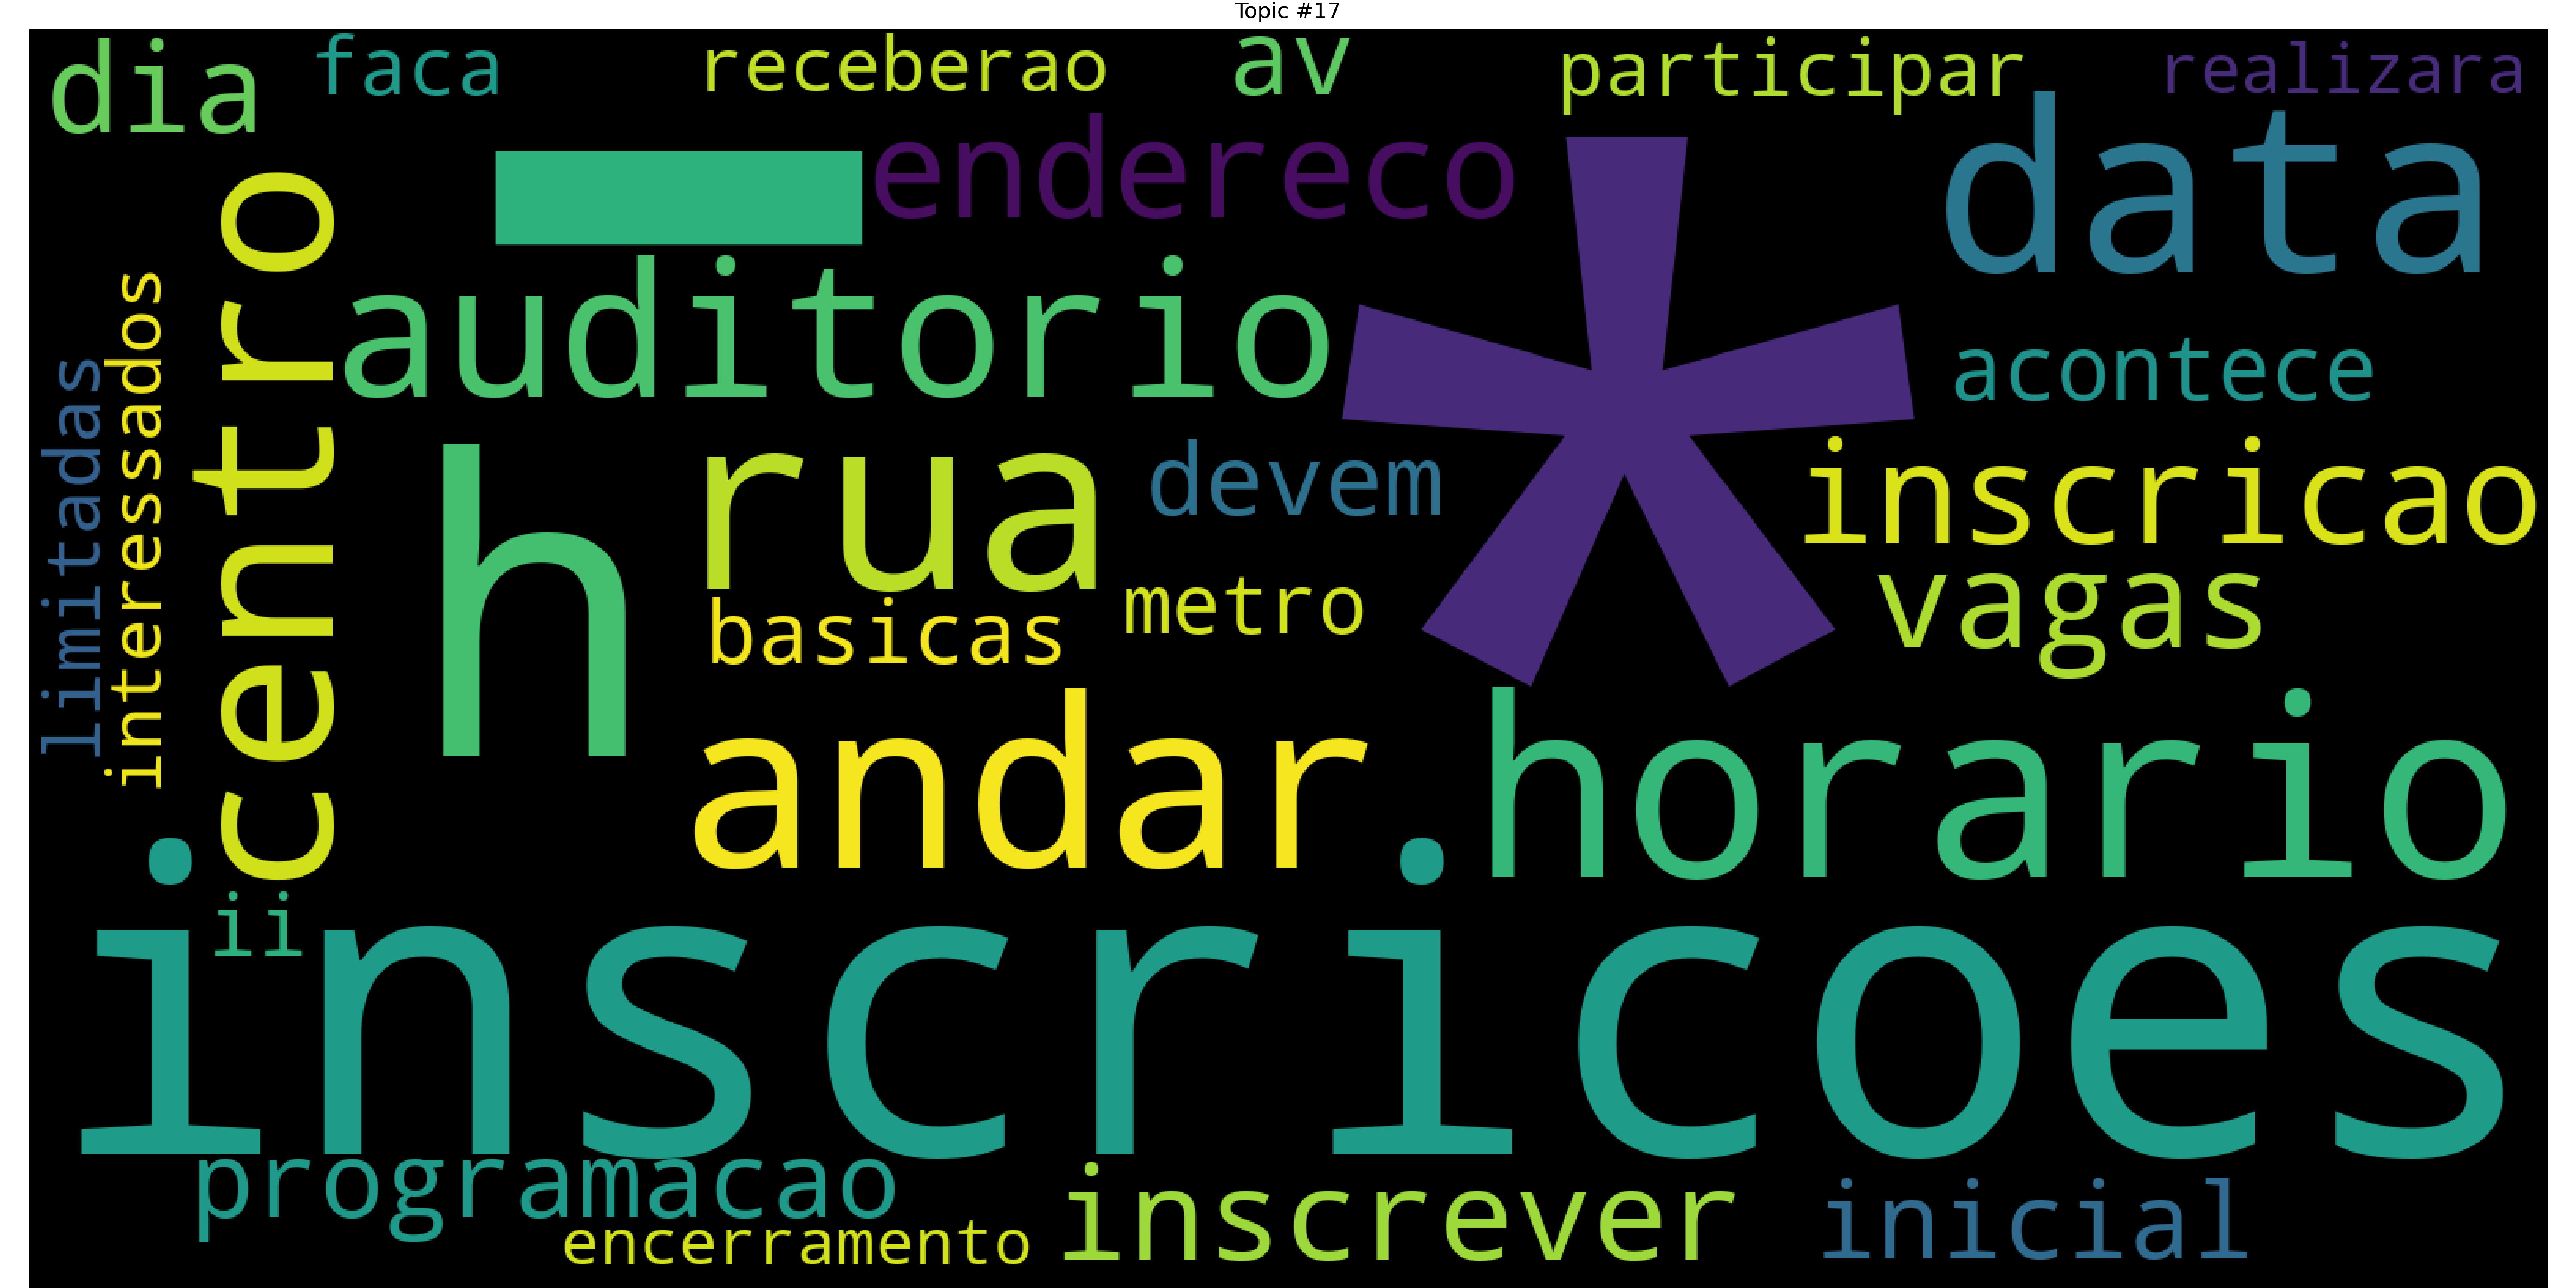 Topic #17
dia
faca
receberao
av
participar
realizara
-
endereco
*
data
auditorio
centro
interessados
limitadas
acontece
h
rua
devem
inscricao
basicas
metro
vagas
andar
horario
ii
inscricoes
programacao
encerramento
inscrever
inicial